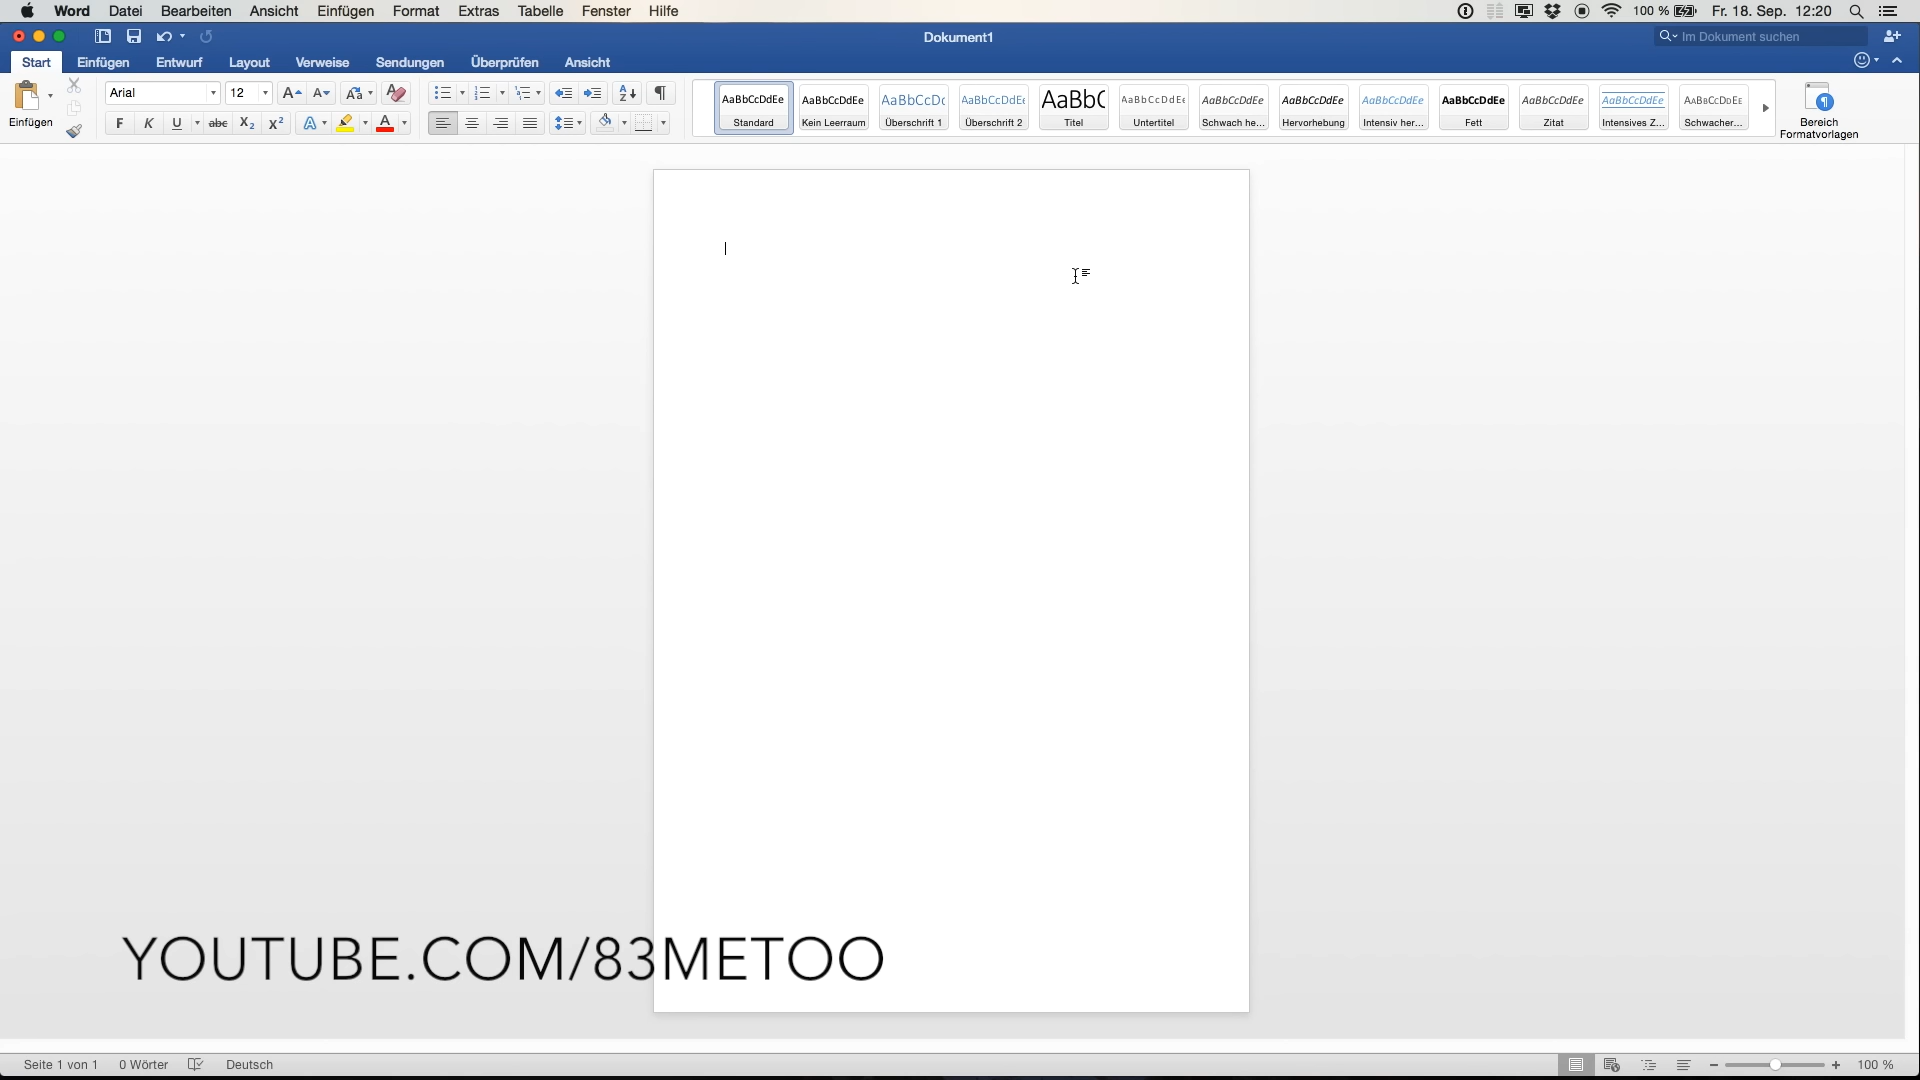 Word Datei Bearbeiten Ansicht Einfügen Format Extras Tabelle Fenster Hilfe 100 % Fr. 18. Sep. 12:20
Dokument1 Im Dokument suchen
Start Einfügen Entwurf Layout Verweise Sendungen Überprüfen Ansicht
Einfügen
Arial 12
F K U abc X₂ X²
AaBbCcDdEe AaBbCcDdEe AaBbCcDc AaBbCcDdEe AaBbC AaBbCcDdEe AaBbCcDdEe AaBbCcDdEe AaBbCcDdEe AaBbCcDdEe AaBbCcDdEe AaBbCcDdEe AaBbCcDdEe
Standard Kein Leerraum Überschrift 1 Überschrift 2 Titel Untertitel Schwach he... Hervorhebung Intensiv her... Fett Zitat Intensives Z... Schwacher...
Bereich
Formatvorlagen
YOUTUBE.COM/83METOO
Seite 1 von 1 0 Wörter Deutsch 100 %